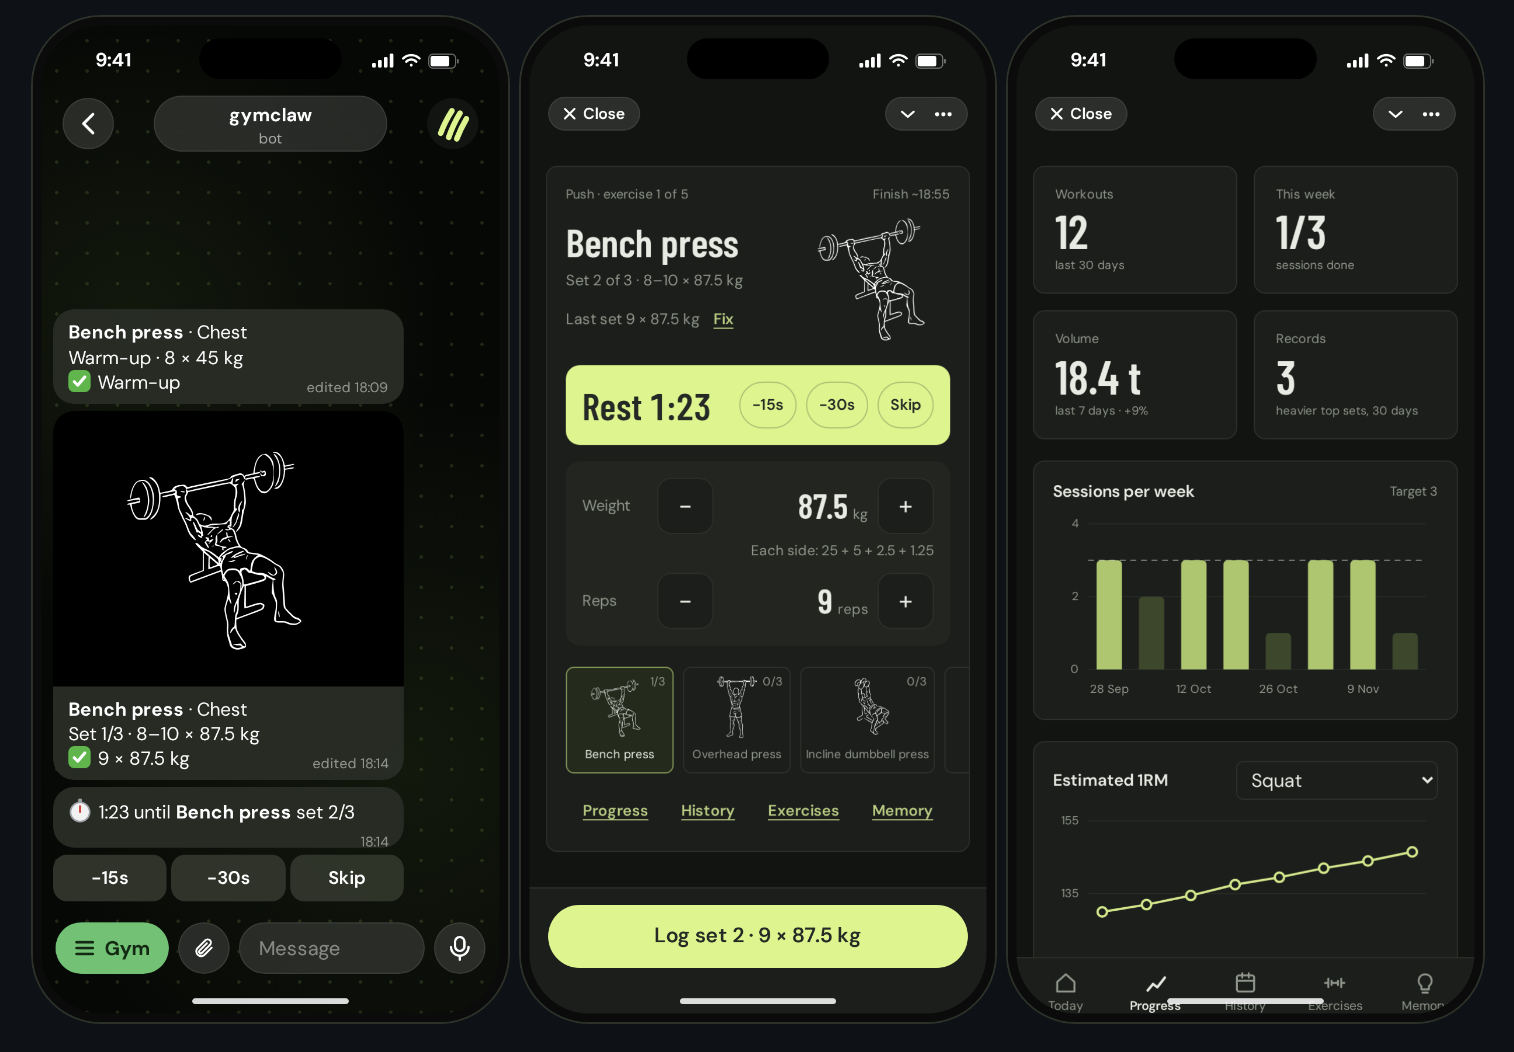 9:41
gymclaw
bot
Bench press · Chest
Warm-up · 8 × 45 kg
✅ Warm-up
edited 18:09
Bench press · Chest
Set 1/3 · 8–10 × 87.5 kg
✅ 9 × 87.5 kg
edited 18:14
⏱️ 1:23 until Bench press set 2/3
18:14
-15s
-30s
Skip
Gym
Message
9:41
Close
Push · exercise 1 of 5
Finish ~18:55
Bench press
Set 2 of 3 · 8–10 × 87.5 kg
Last set 9 × 87.5 kg Fix
Rest 1:23
-15s
-30s
Skip
Weight
−
87.5 kg
+
Each side: 25 + 5 + 2.5 + 1.25
Reps
−
9 reps
+
1/3
Bench press
0/3
Overhead press
0/3
Incline dumbbell press
Progress
History
Exercises
Memory
Log set 2 · 9 × 87.5 kg
9:41
Close
Workouts
12
last 30 days
This week
1/3
sessions done
Volume
18.4 t
last 7 days · +9%
Records
3
heavier top sets, 30 days
Sessions per week
Target 3
4
2
0
28 Sep
12 Oct
26 Oct
9 Nov
Estimated 1RM
Squat
155
135
Today
Progress
History
Exercises
Memor